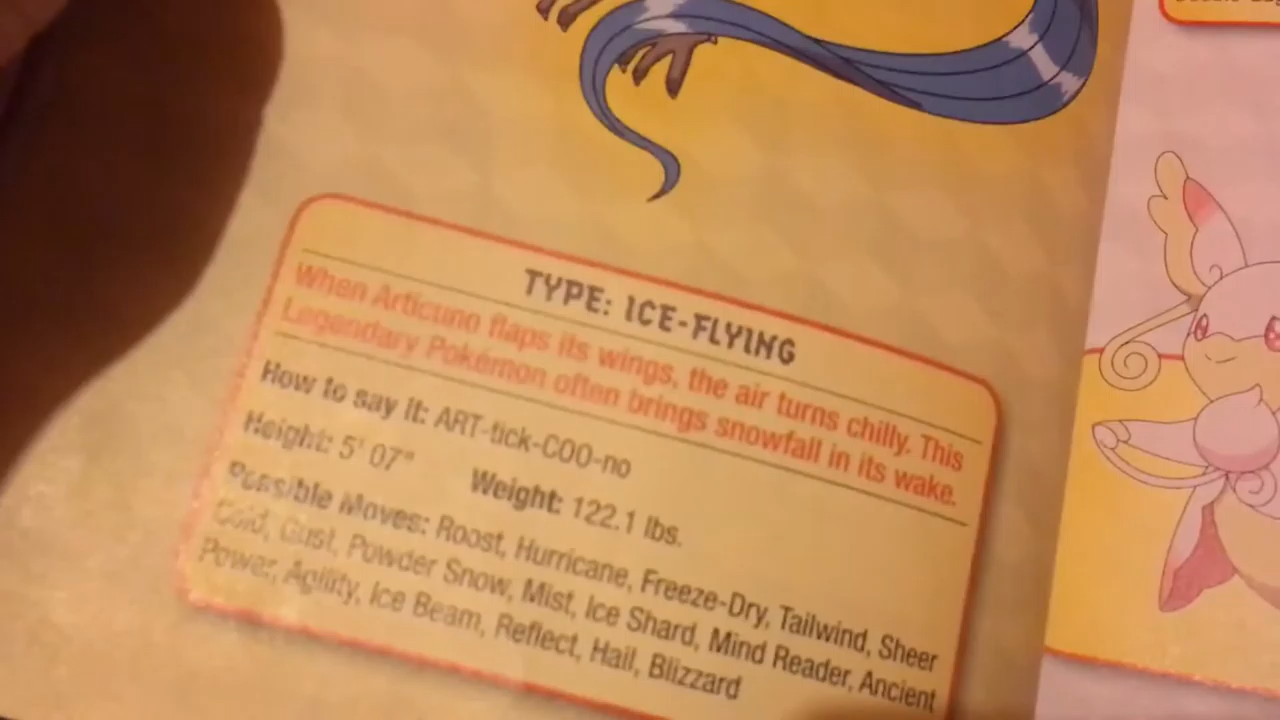 TYPE: ICE-FLYING
When Articuno flaps its wings, the air turns chilly. This
Legendary Pokémon often brings snowfall in its wake.
How to say it: ART-tick-COO-no
Height: 5' 07" Weight: 122.1 lbs.
Possible Moves: Roost, Hurricane, Freeze-Dry, Tailwind, Sheer
Cold, Gust, Powder Snow, Mist, Ice Shard, Mind Reader, Ancient
Power, Agility, Ice Beam, Reflect, Hail, Blizzard